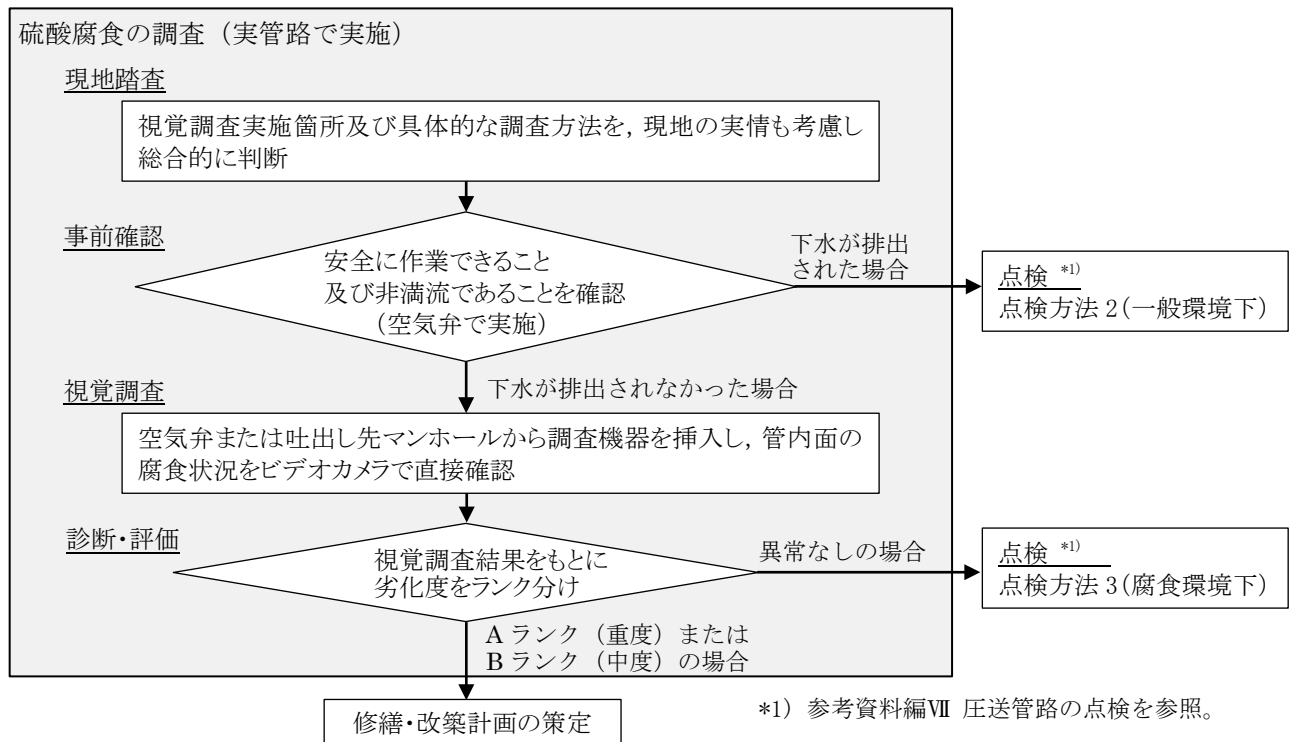 硫酸腐食の調査（実管路で実施）
現地踏査
視覚調査実施箇所及び具体的な調査方法を，現地の実情も考慮し
総合的に判断
事前確認
安全に作業できること
及び非満流であることを確認
（空気弁で実施）
下水が排出
された場合
点検 *1)
点検方法 2（一般環境下）
下水が排出されなかった場合
視覚調査
空気弁または吐出し先マンホールから調査機器を挿入し，管内面の
腐食状況をビデオカメラで直接確認
診断・評価
視覚調査結果をもとに
劣化度をランク分け
異常なしの場合
点検 *1)
点検方法 3（腐食環境下）
A ランク（重度）または
B ランク（中度）の場合
修繕・改築計画の策定
*1) 参考資料編Ⅶ 圧送管路の点検を参照。